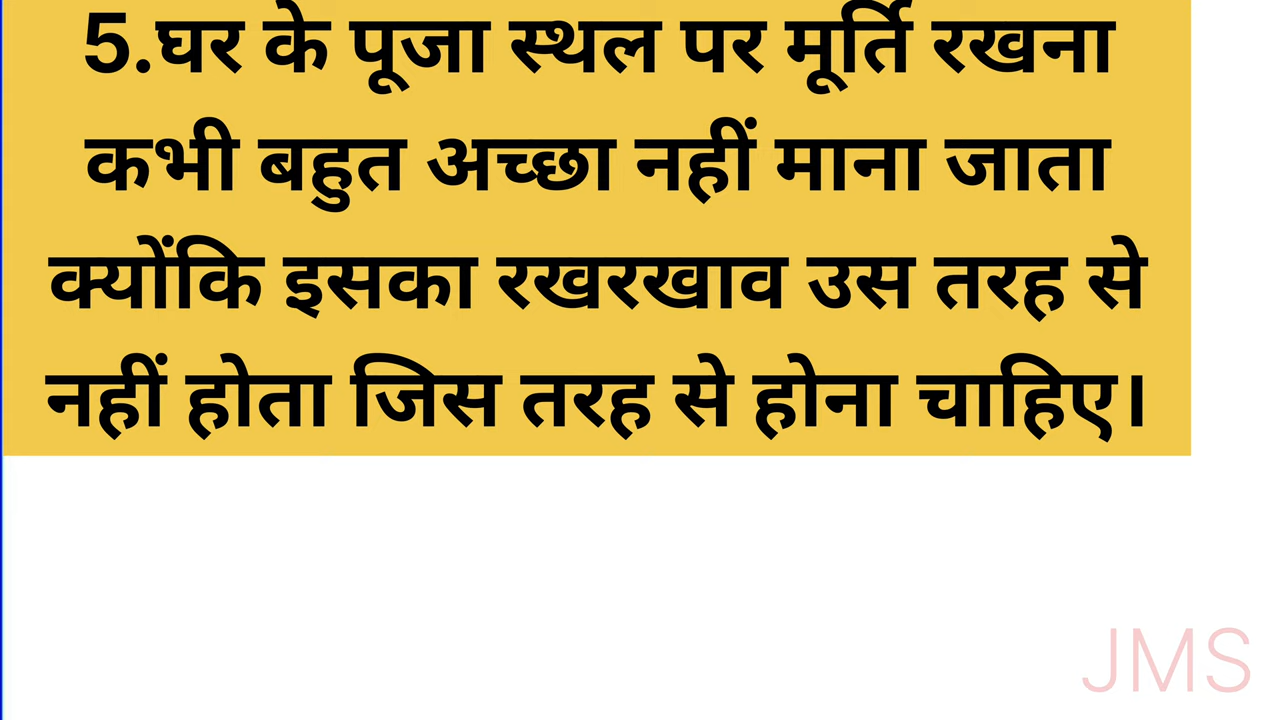 5.घर के पूजा स्थल पर मूर्ति रखना
कभी बहुत अच्छा नहीं माना जाता
क्योंकि इसका रखरखाव उस तरह से
नहीं होता जिस तरह से होना चाहिए।
JMS